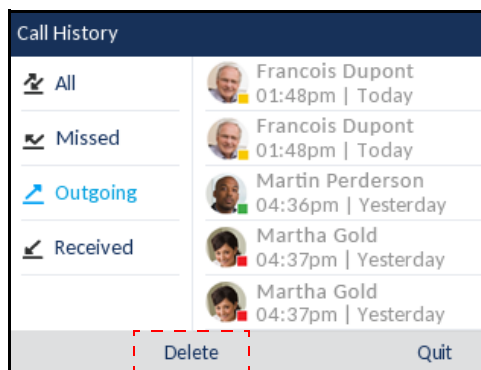 Call History
All
Missed
Outgoing
Received
Francois Dupont
01:48pm | Today
Francois Dupont
01:48pm | Today
Martin Perderson
04:36pm | Yesterday
Martha Gold
04:37pm | Yesterday
Martha Gold
04:37pm | Yesterday
Delete
Quit